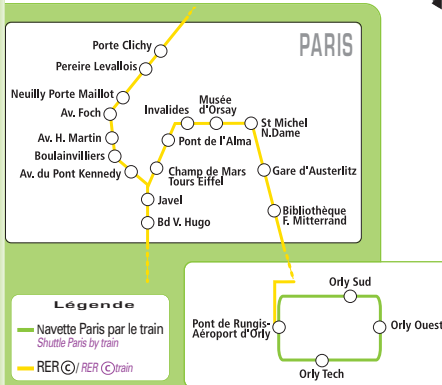 PARIS
Porte Clichy
Pereire Levallois
Neuilly Porte Maillot
Av. Foch
Av. H. Martin
Boulainvilliers
Av. du Pont Kennedy
Invalides
Musée
d'Orsay
St Michel
N.Dame
Pont de l'Alma
Champ de Mars
Tours Eiffel
Gare d'Austerlitz
Javel
Bd V. Hugo
Bibliothèque
F. Mitterrand
Légende
Navette Paris par le train
Shuttle Paris by train
RER C / RER C train
Orly Sud
Pont de Rungis-
Aéroport d'Orly
Orly Ouest
Orly Tech